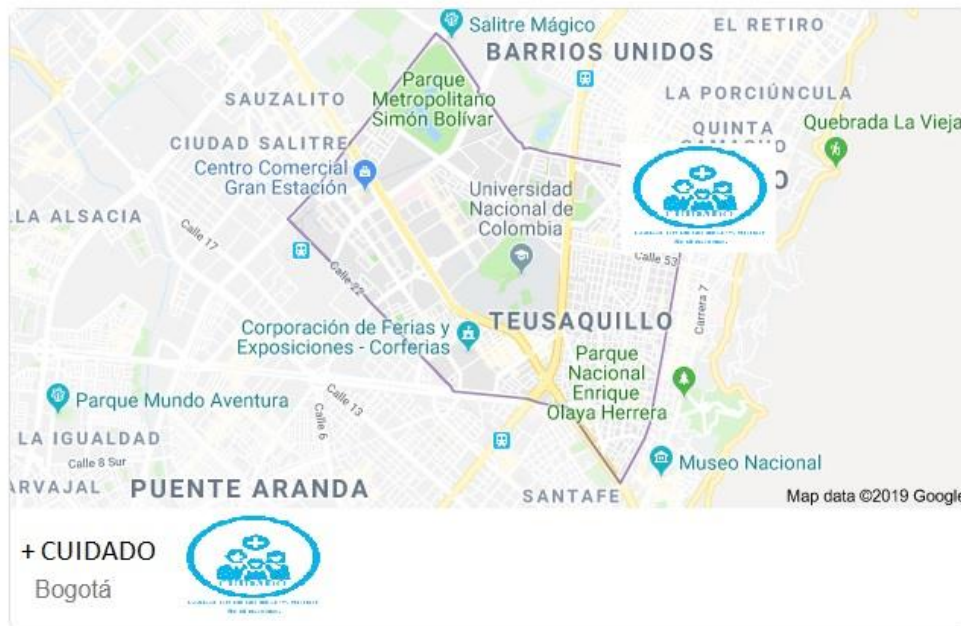 Salitre Mágico
EL RETIRO
BARRIOS UNIDOS
Parque
Metropolitano
Simón Bolívar
SAUZALITO
LA PORCIÚNCULA
QUINTA
Quebrada La Vieja
CIUDAD SALITRE
Centro Comercial
Gran Estación
Universidad
Nacional de
Colombia
O
LLA ALSACIA
Calle 17
Calle 22
Calle 53
Carrera 7
TEUSAQUILLO
Corporación de Ferias y
Exposiciones - Corferias
Parque
Nacional
Enrique
Olaya Herrera
Parque Mundo Aventura
Calle 13
Calle 6
LA IGUALDAD
Calle 8 Sur
ARVAJAL
PUENTE ARANDA
Museo Nacional
SANTAFE
Map data ©2019 Google
+ CUIDADO
Bogotá